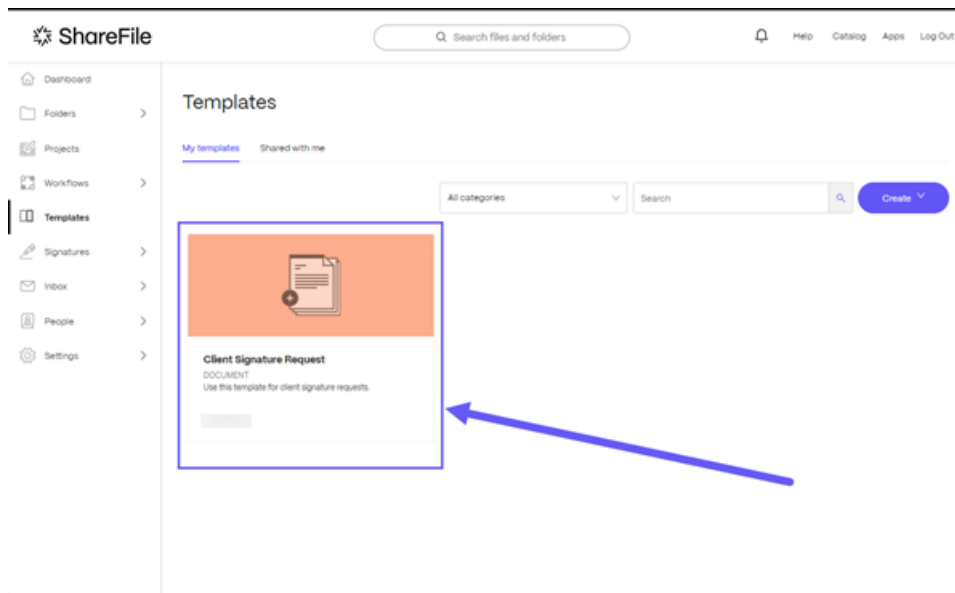 ShareFile
Search files and folders
Help
Catalog
Apps
Log Out
Dashboard
Folders
Projects
Workflows
Templates
Signatures
Inbox
People
Settings
Templates
My templates
Shared with me
All categories
Search
Create
Client Signature Request
DOCUMENT
Use this template for client signature requests.